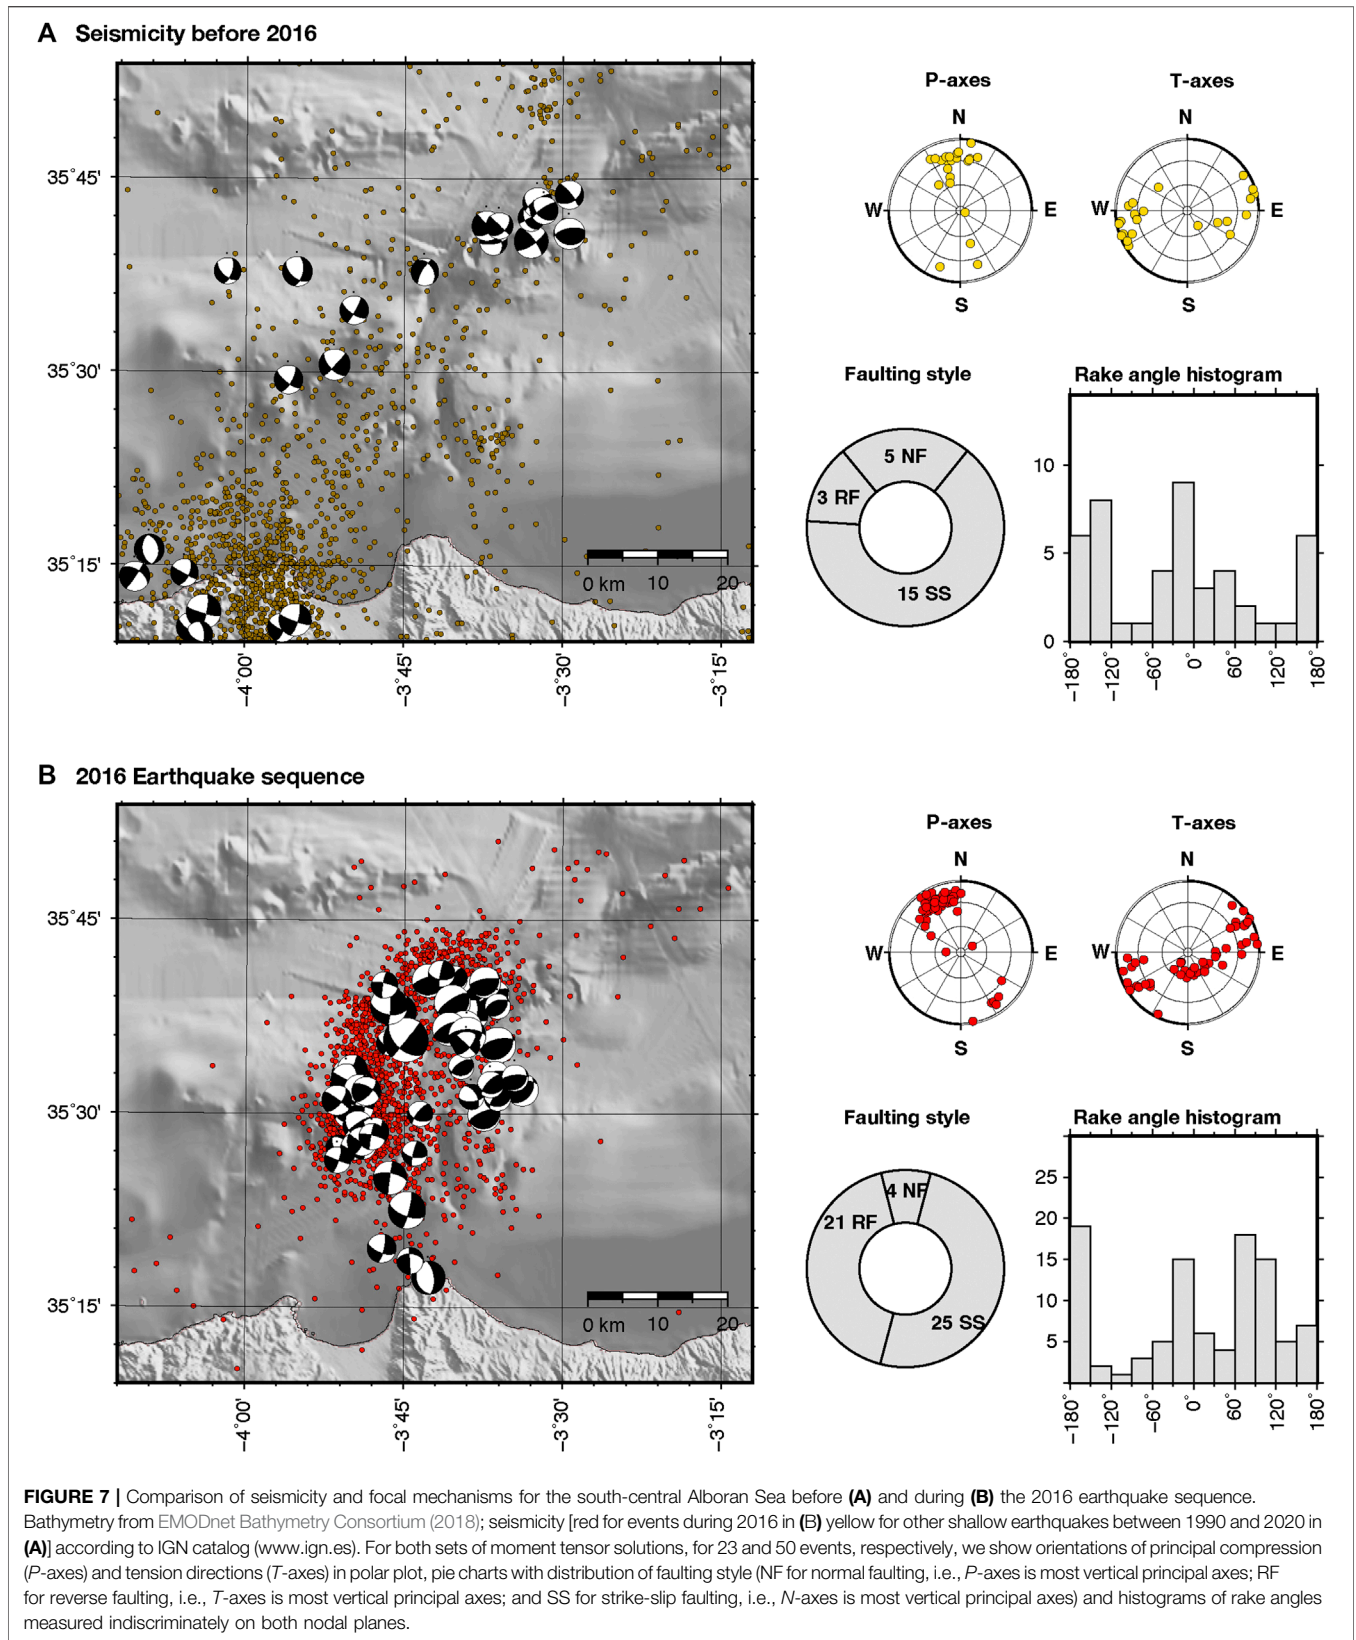 A Seismicity before 2016
P-axes
T-axes
N
N
W
E
W
E
S
S
35°45'
35°30'
35°15'
0 km 10 20
−4°00'
−3°45'
−3°30'
−3°15'
Faulting style
5 NF
3 RF
15 SS
Rake angle histogram
10
5
0
−180°
−120°
−60°
0°
60°
120°
180°
B 2016 Earthquake sequence
P-axes
T-axes
N
N
W
E
W
E
S
S
35°45'
35°30'
35°15'
0 km 10 20
−4°00'
−3°45'
−3°30'
−3°15'
Faulting style
4 NF
21 RF
25 SS
Rake angle histogram
25
20
15
10
5
−180°
−120°
−60°
0°
60°
120°
180°
FIGURE 7 | Comparison of seismicity and focal mechanisms for the south-central Alboran Sea before (A) and during (B) the 2016 earthquake sequence.
Bathymetry from EMODnet Bathymetry Consortium (2018); seismicity [red for events during 2016 in (B) yellow for other shallow earthquakes between 1990 and 2020 in
(A)] according to IGN catalog (www.ign.es). For both sets of moment tensor solutions, for 23 and 50 events, respectively, we show orientations of principal compression
(P-axes) and tension directions (T-axes) in polar plot, pie charts with distribution of faulting style (NF for normal faulting, i.e., P-axes is most vertical principal axes; RF
for reverse faulting, i.e., T-axes is most vertical principal axes; and SS for strike-slip faulting, i.e., N-axes is most vertical principal axes) and histograms of rake angles
measured indiscriminately on both nodal planes.